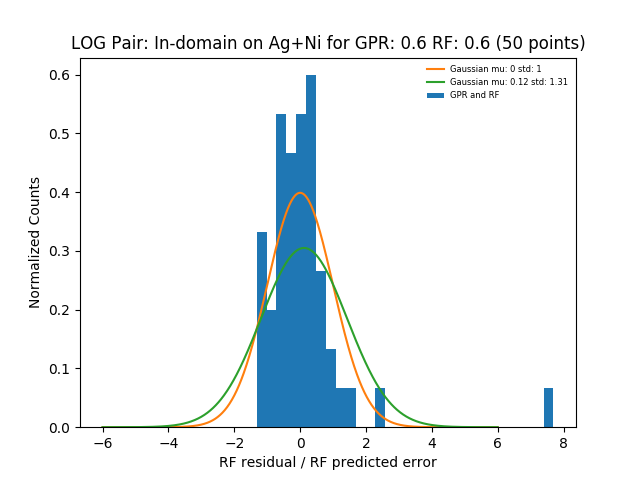 LOG Pair: In-domain on Ag+Ni for GPR: 0.6 RF: 0.6 (50 points)
Gaussian mu: 0 std: 1
Gaussian mu: 0.12 std: 1.31
GPR and RF
Normalized Counts
0.6
0.5
0.4
0.3
0.2
0.1
0.0
−6 −4 −2 0 2 4 6 8
RF residual / RF predicted error